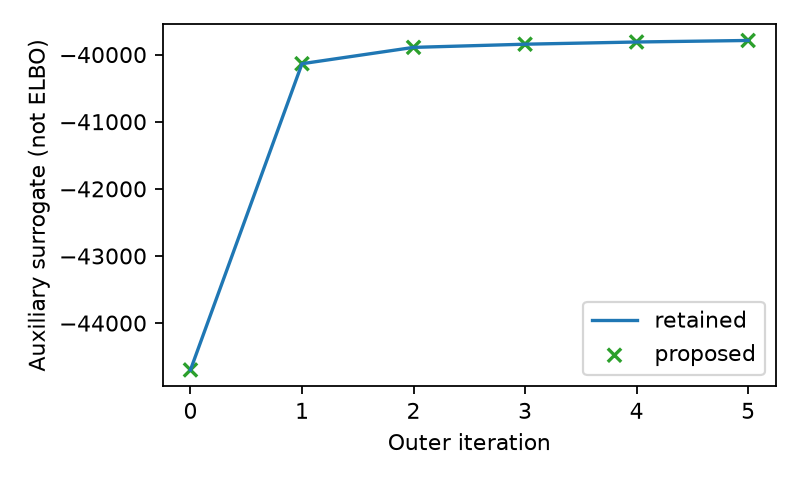 Auxiliary surrogate (not ELBO)
−40000
−41000
−42000
−43000
−44000
retained
proposed
0 1 2 3 4 5
Outer iteration